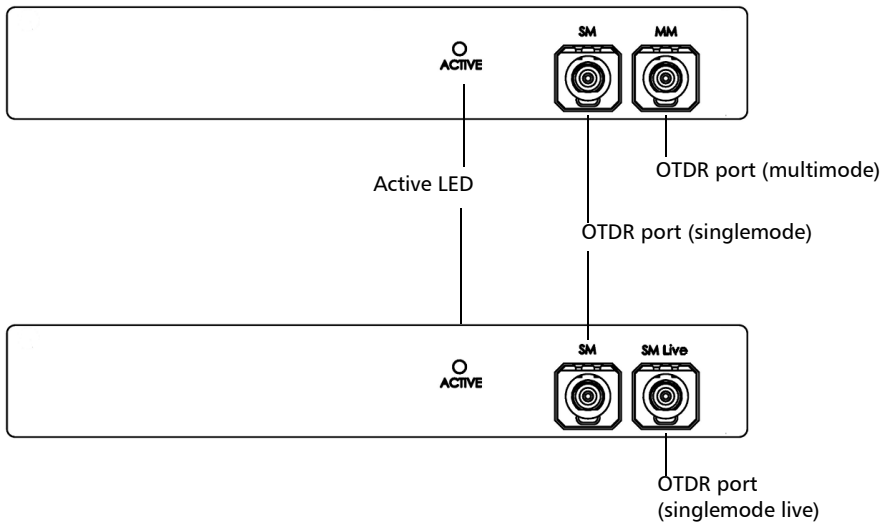 SM MM
ACTIVE
OTDR port (multimode)
Active LED
OTDR port (singlemode)
SM SM Live
ACTIVE
OTDR port
(singlemode live)